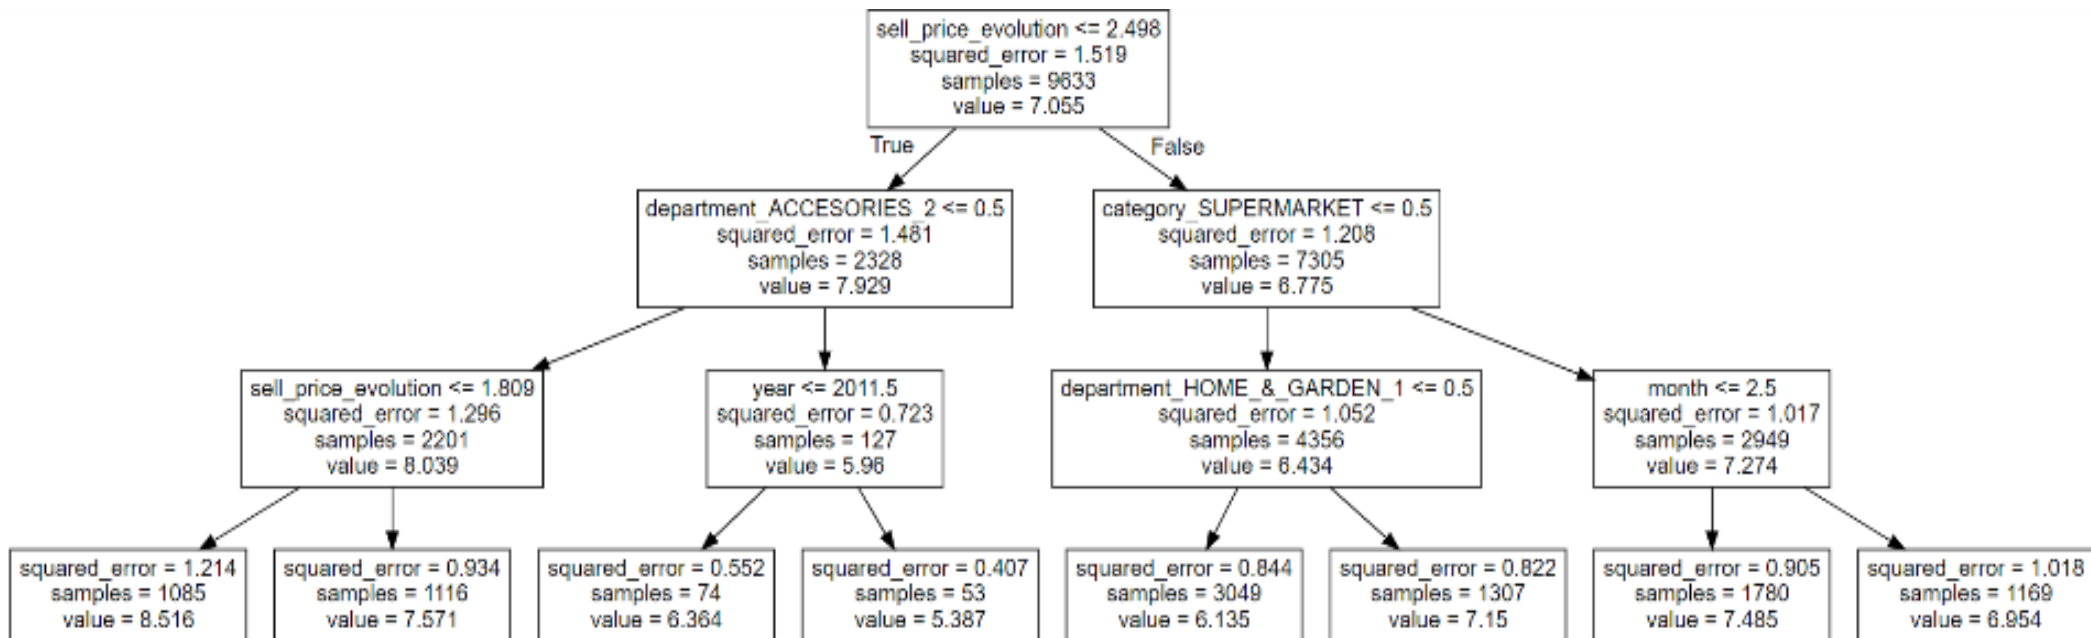 sell_price_evolution <= 2.498
squared_error = 1.519
samples = 9633
value = 7.055
True
False
department_ACCESORIES_2 <= 0.5
squared_error = 1.481
samples = 2328
value = 7.929
category_SUPERMARKET <= 0.5
squared_error = 1.208
samples = 7305
value = 6.775
sell_price_evolution <= 1.809
squared_error = 1.296
samples = 2201
value = 8.039
year <= 2011.5
squared_error = 0.723
samples = 127
value = 5.96
department_HOME_&_GARDEN_1 <= 0.5
squared_error = 1.052
samples = 4356
value = 6.434
month <= 2.5
squared_error = 1.017
samples = 2949
value = 7.274
squared_error = 1.214
samples = 1085
value = 8.516
squared_error = 0.934
samples = 1116
value = 7.571
squared_error = 0.552
samples = 74
value = 6.364
squared_error = 0.407
samples = 53
value = 5.387
squared_error = 0.844
samples = 3049
value = 6.135
squared_error = 0.822
samples = 1307
value = 7.15
squared_error = 0.905
samples = 1780
value = 7.485
squared_error = 1.018
samples = 1169
value = 6.954